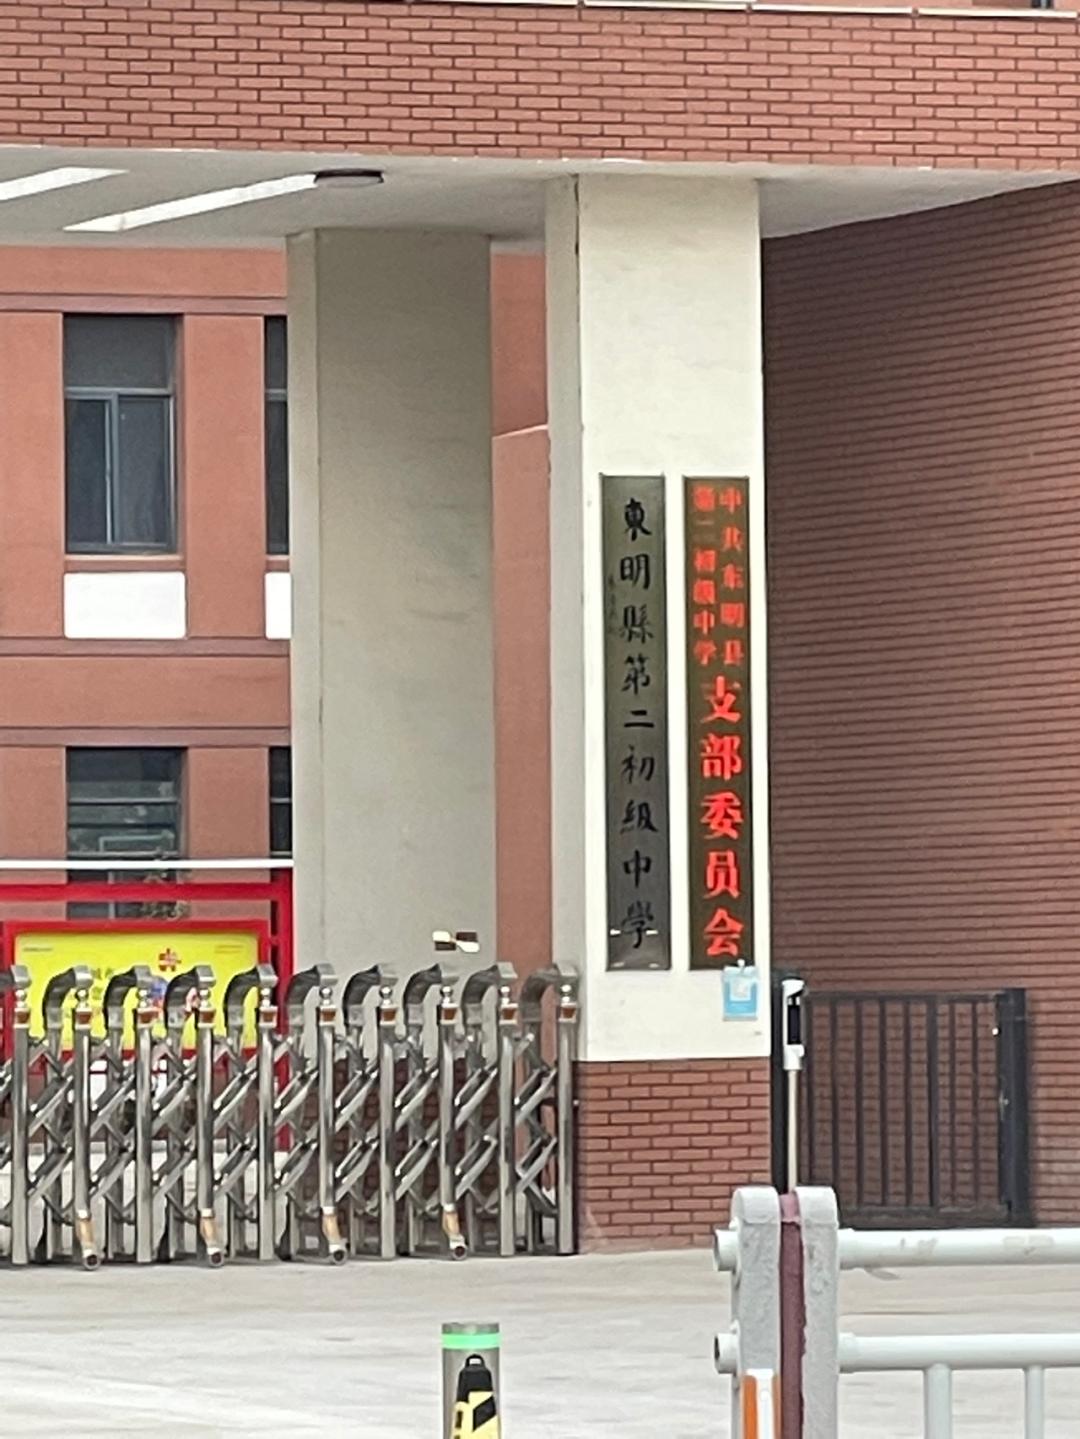 東明縣第二初級中學
中共东明县
第二初级中学
支部委员会